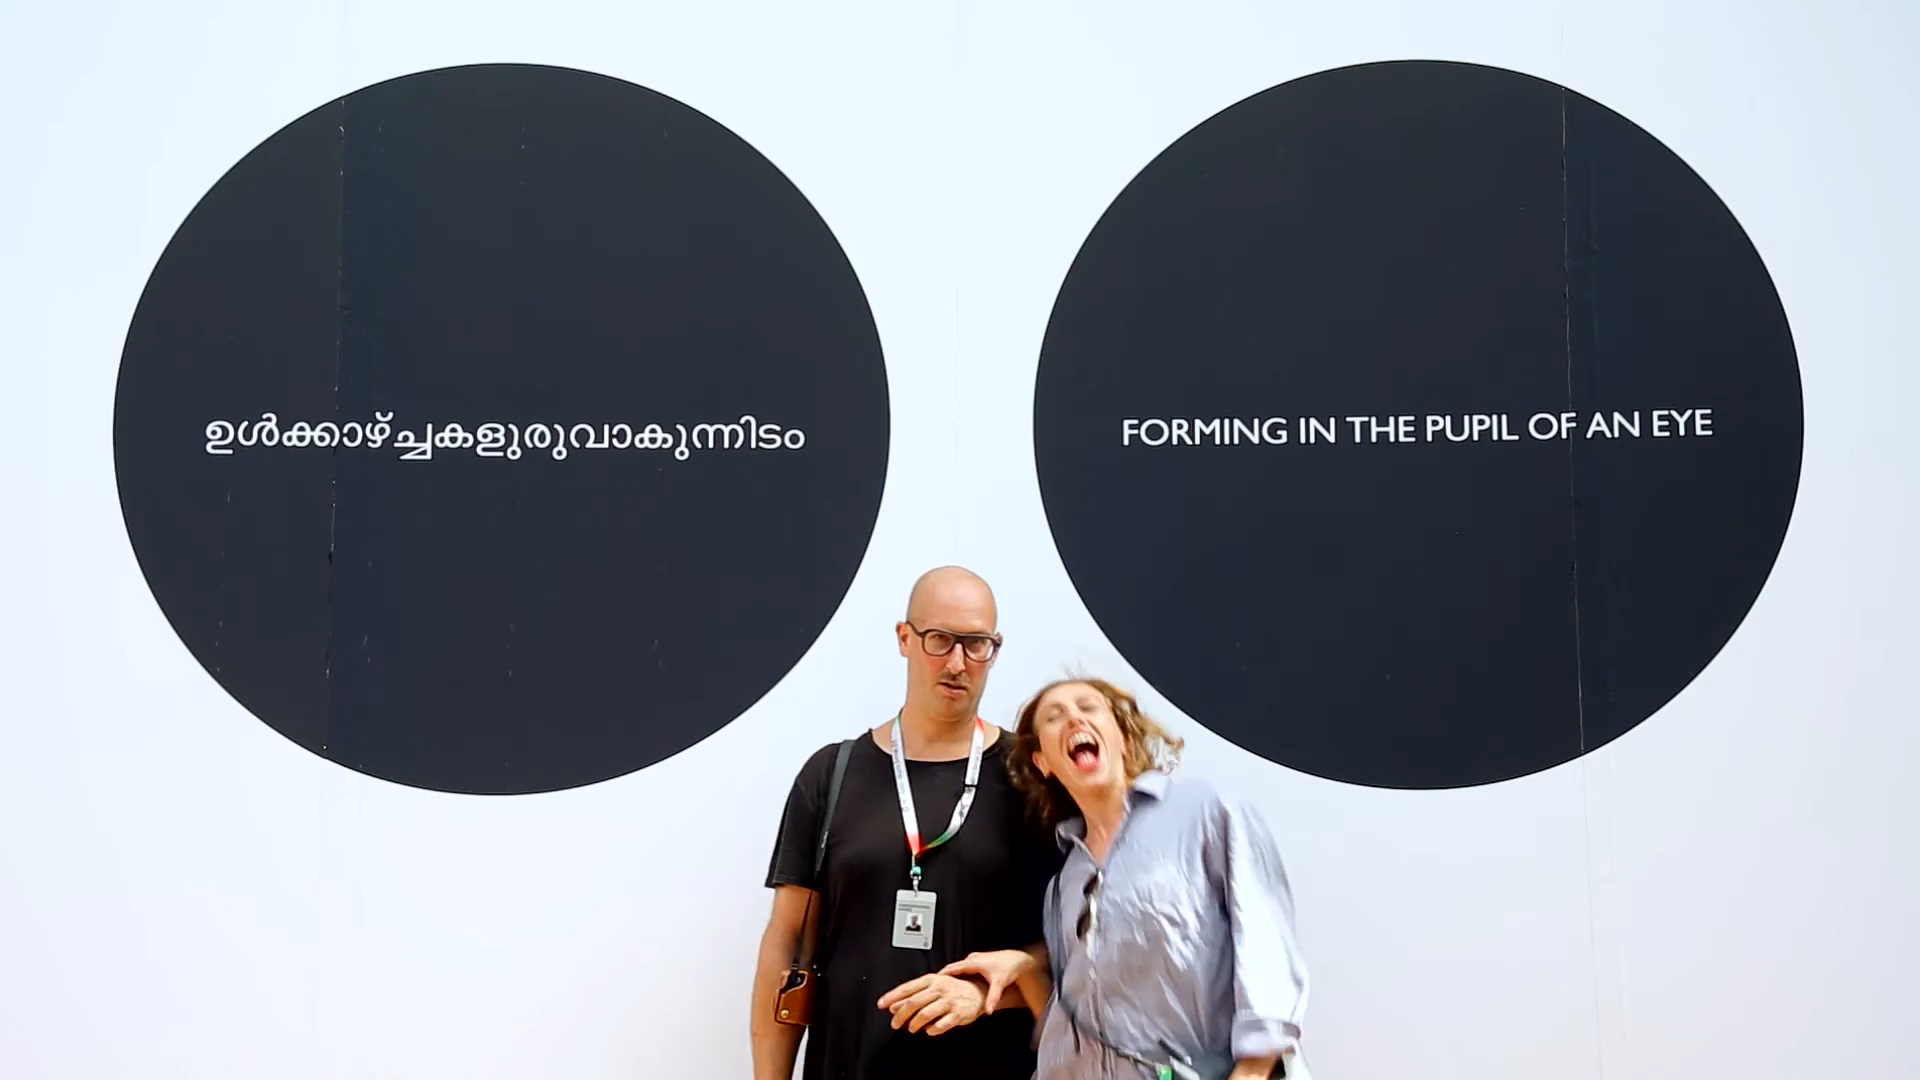 ഉൾക്കാഴ്ച്ചകളുരുവാകുന്നിടം
FORMING IN THE PUPIL OF AN EYE